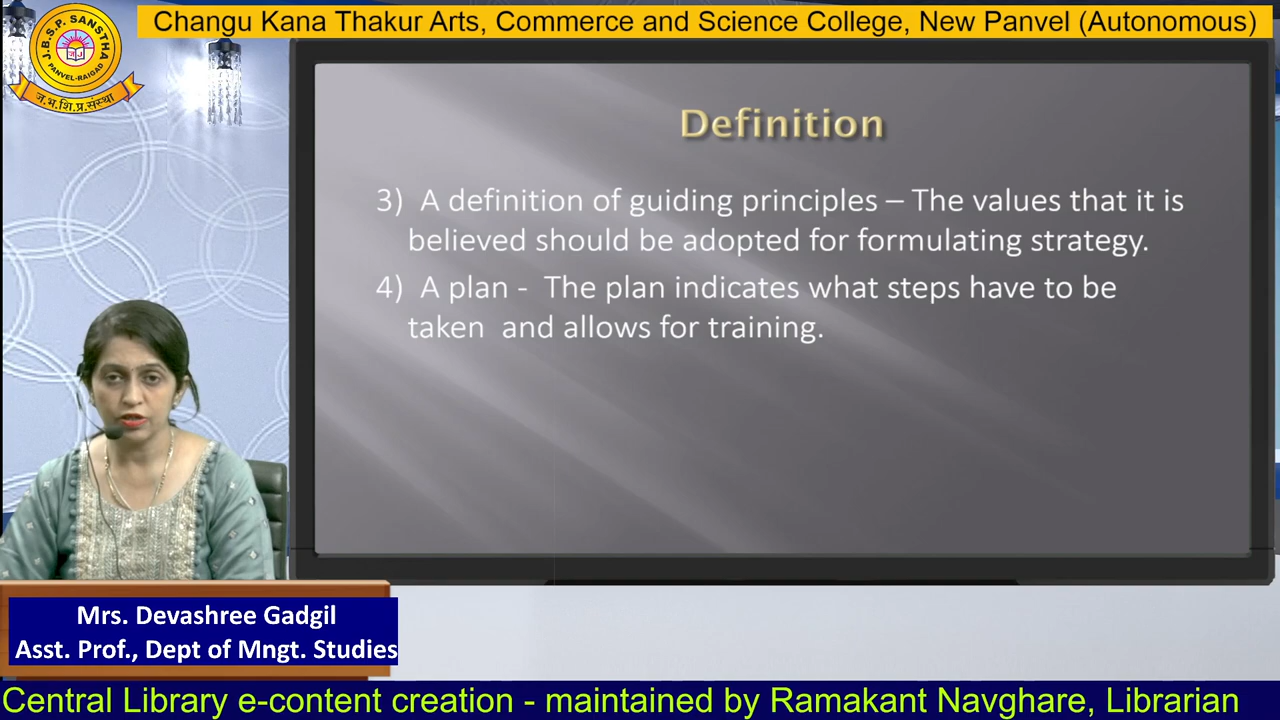 Changu Kana Thakur Arts, Commerce and Science College, New Panvel (Autonomous)
J.B.S.P. SANSTHA
PANVEL-RAIGAD
ज.भ.शि.प्र.संस्था
Definition
3) A definition of guiding principles – The values that it is
believed should be adopted for formulating strategy.
4) A plan - The plan indicates what steps have to be
taken and allows for training.
Mrs. Devashree Gadgil
Asst. Prof., Dept of Mngt. Studies
Central Library e-content creation - maintained by Ramakant Navghare, Librarian